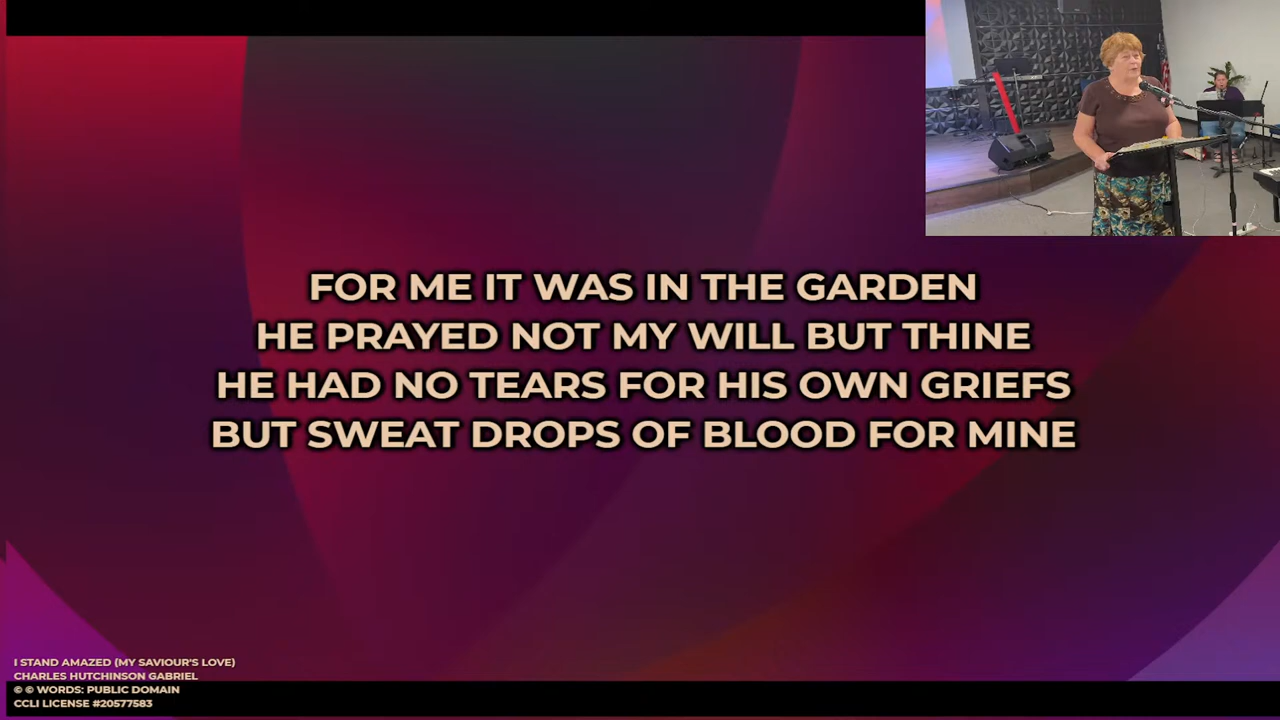 FOR ME IT WAS IN THE GARDEN
HE PRAYED NOT MY WILL BUT THINE
HE HAD NO TEARS FOR HIS OWN GRIEFS
BUT SWEAT DROPS OF BLOOD FOR MINE
I STAND AMAZED (MY SAVIOUR'S LOVE)
CHARLES HUTCHINSON GABRIEL
© © WORDS: PUBLIC DOMAIN
CCLI LICENSE #20577583